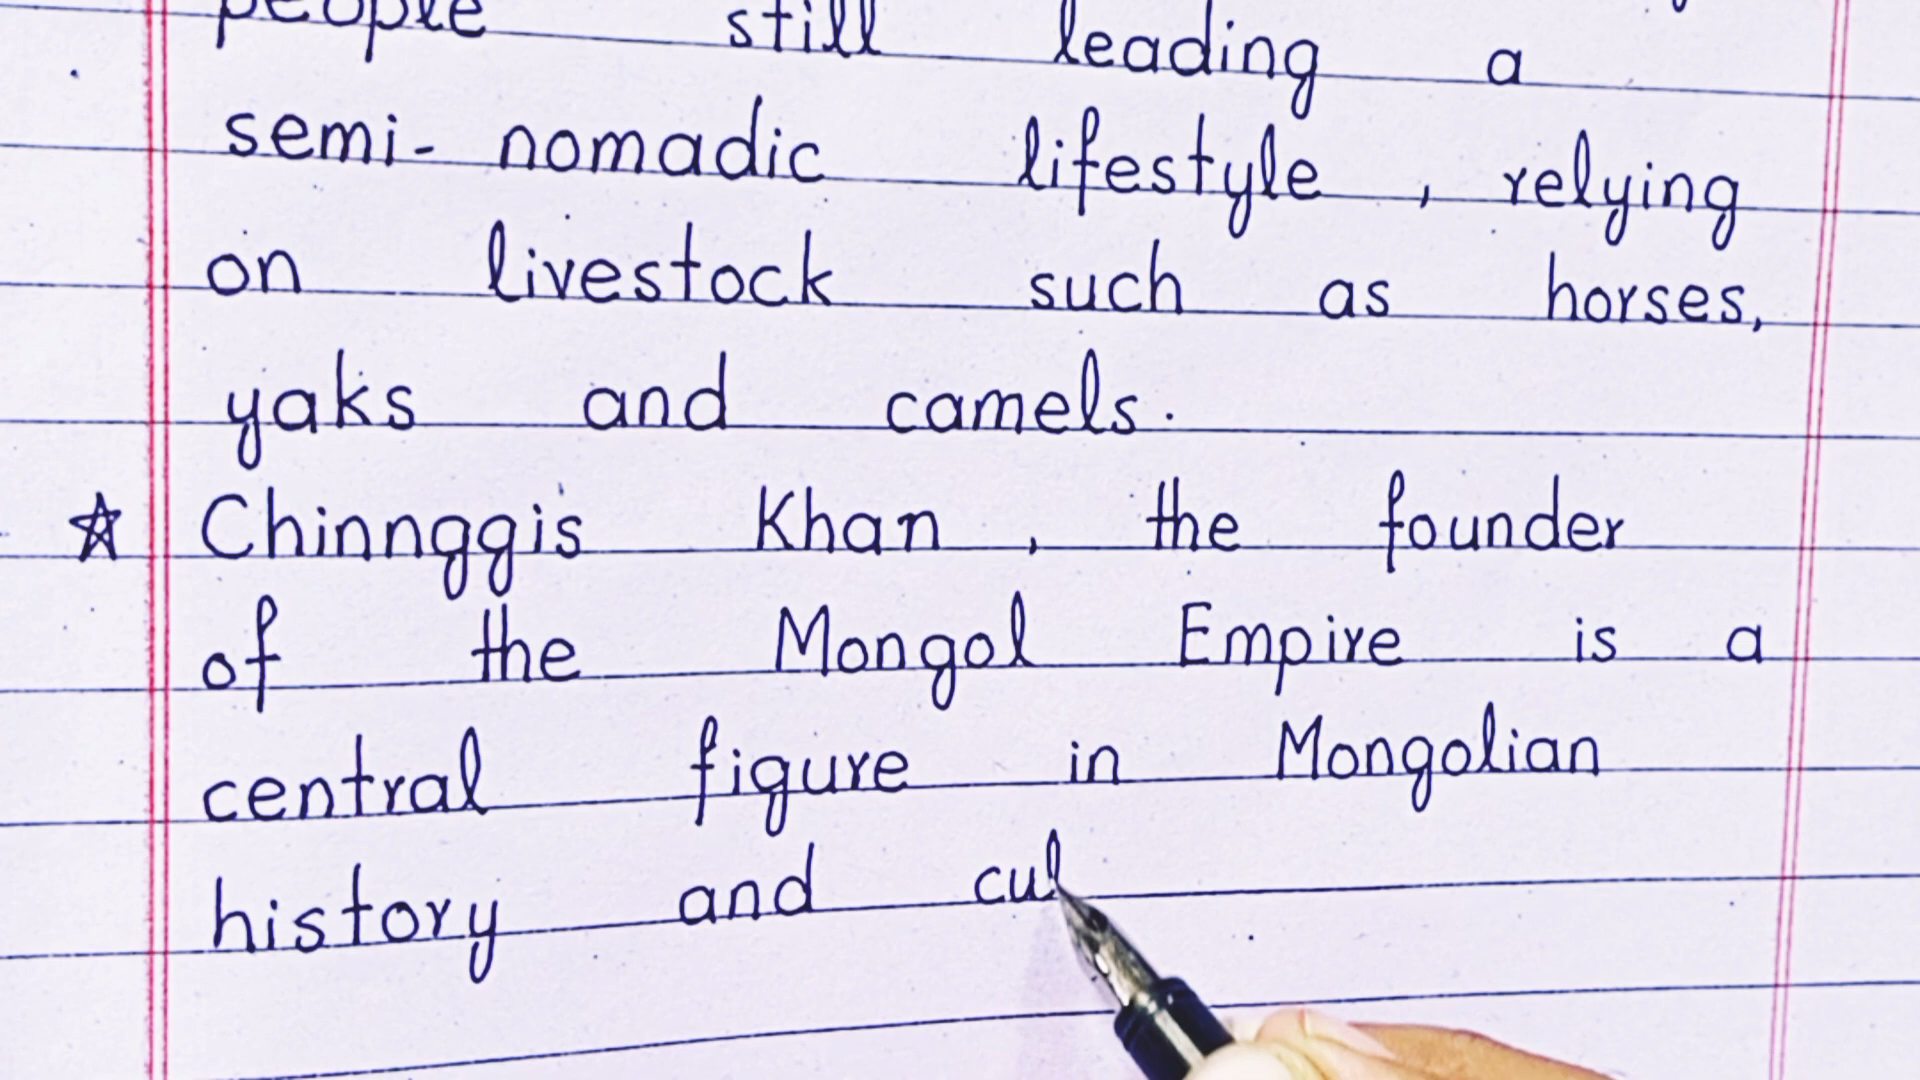 people still leading a
semi- nomadic lifestyle , relying
on livestock such as horses,
yaks and camels.
☆ Chinnggis Khan , the founder
of the Mongol Empire is a
central figure in Mongolian
history and cul